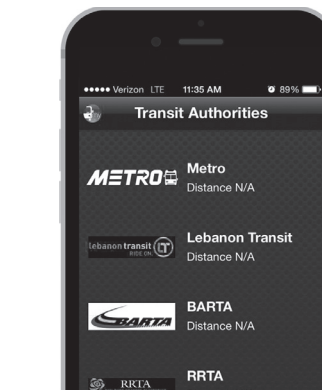 Verizon LTE 11:35 AM 89%
Transit Authorities
METRO
Metro
Distance N/A
lebanon transit LT
RIDE ON.
Lebanon Transit
Distance N/A
BARTA
BARTA
Distance N/A
RRTA
RRTA